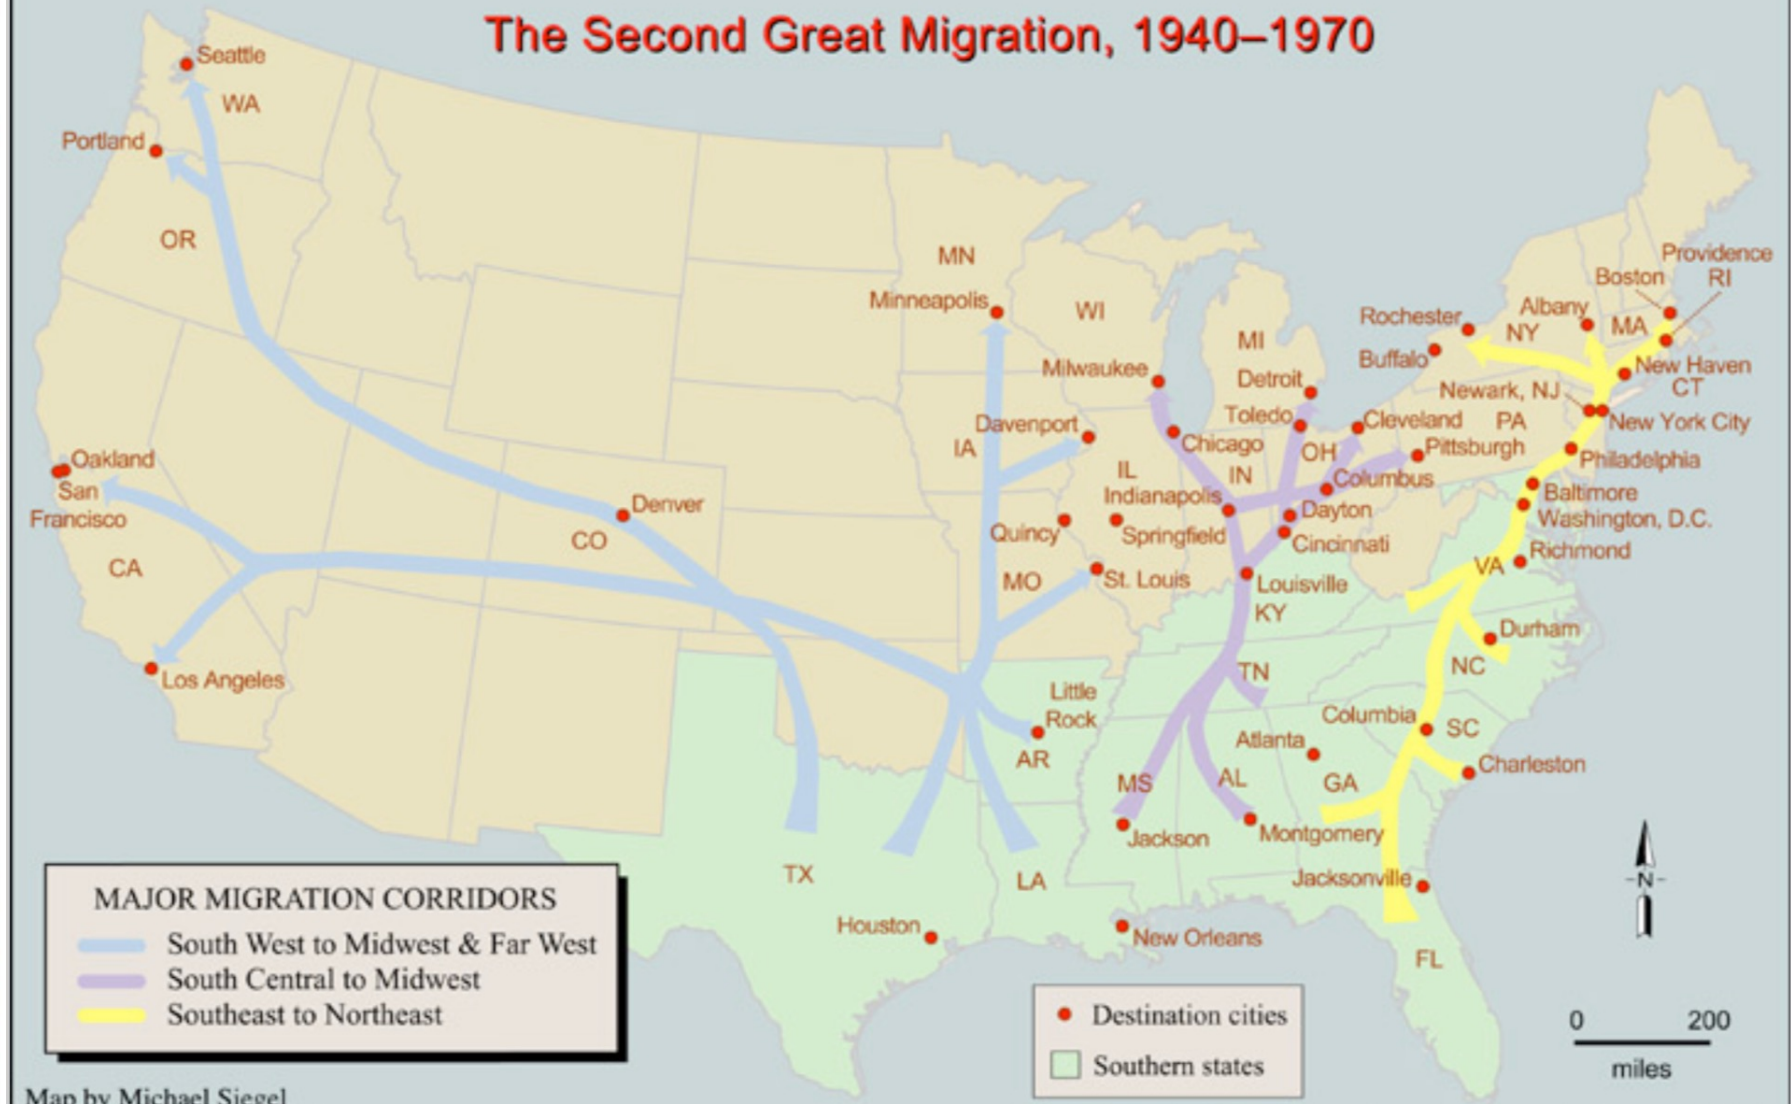 The Second Great Migration, 1940–1970
Seattle
WA
Portland
OR
MN
Minneapolis
WI
Milwaukee
MI
Detroit
Toledo
Chicago
Davenport
IA
IL
IN
OH
Cleveland
Pittsburgh
PA
Columbus
Indianapolis
Dayton
Springfield
Cincinnati
Quincy
St. Louis
MO
Louisville
KY
Rochester
Buffalo
Albany
NY
Boston
Providence
RI
MA
New Haven
CT
Newark, NJ
New York City
Philadelphia
Baltimore
Washington, D.C.
Richmond
VA
Durham
NC
Oakland
San
Francisco
CA
Los Angeles
Denver
CO
TN
Little
Rock
AR
Columbia
SC
Atlanta
Charleston
MS
AL
GA
Jackson
Montgomery
TX
LA
Jacksonville
Houston
New Orleans
FL
N
MAJOR MIGRATION CORRIDORS
South West to Midwest & Far West
South Central to Midwest
Southeast to Northeast
Destination cities
Southern states
0 200
miles
Map by Michael Siegel